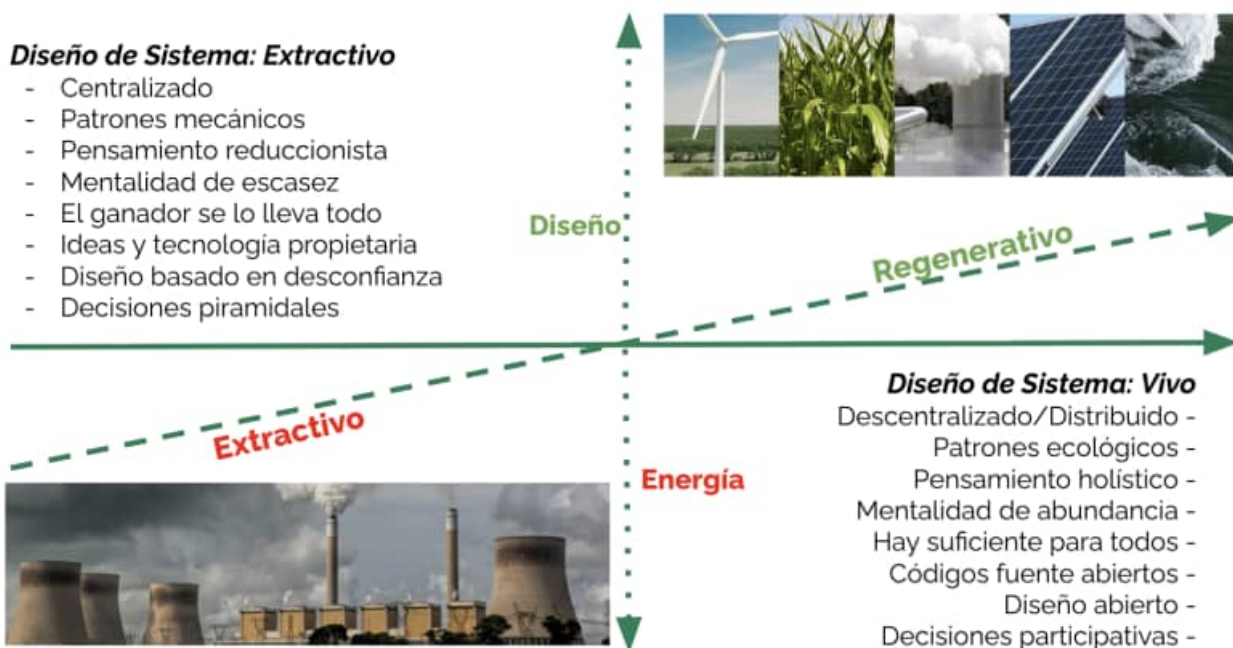 Diseño de Sistema: Extractivo
- Centralizado
- Patrones mecánicos
- Pensamiento reduccionista
- Mentalidad de escasez
- El ganador se lo lleva todo
- Ideas y tecnología propietaria
- Diseño basado en desconfianza
- Decisiones piramidales
Diseño
Regenerativo
Extractivo
Energía
Diseño de Sistema: Vivo
Descentralizado/Distribuido -
Patrones ecológicos -
Pensamiento holístico -
Mentalidad de abundancia -
Hay suficiente para todos -
Códigos fuente abiertos -
Diseño abierto -
Decisiones participativas -